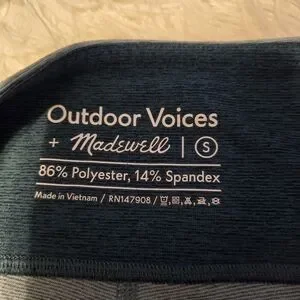 Outdoor Voices
+ Madewell | S
86% Polyester, 14% Spandex
Made in Vietnam / RN147908 /